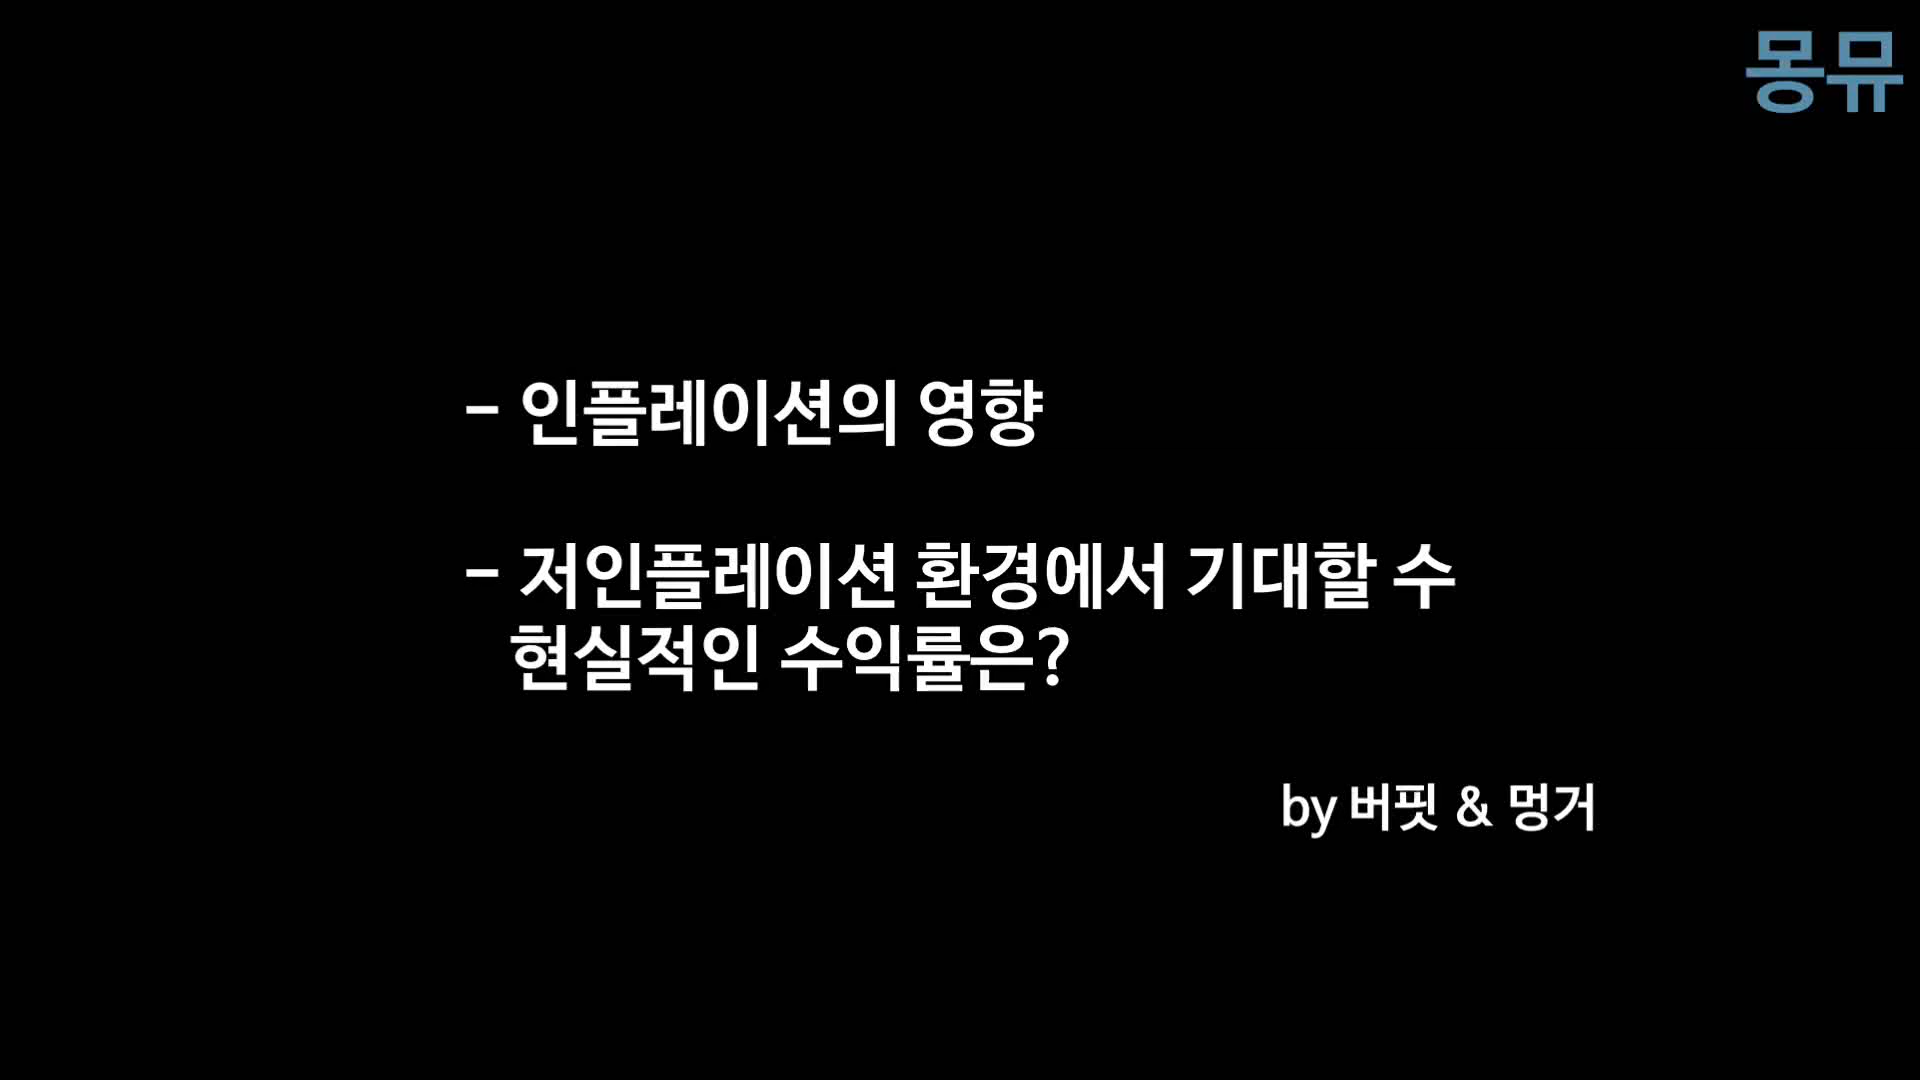 몽뮤
- 인플레이션의 영향
- 저인플레이션 환경에서 기대할 수
현실적인 수익률은?
by 버핏 & 멍거